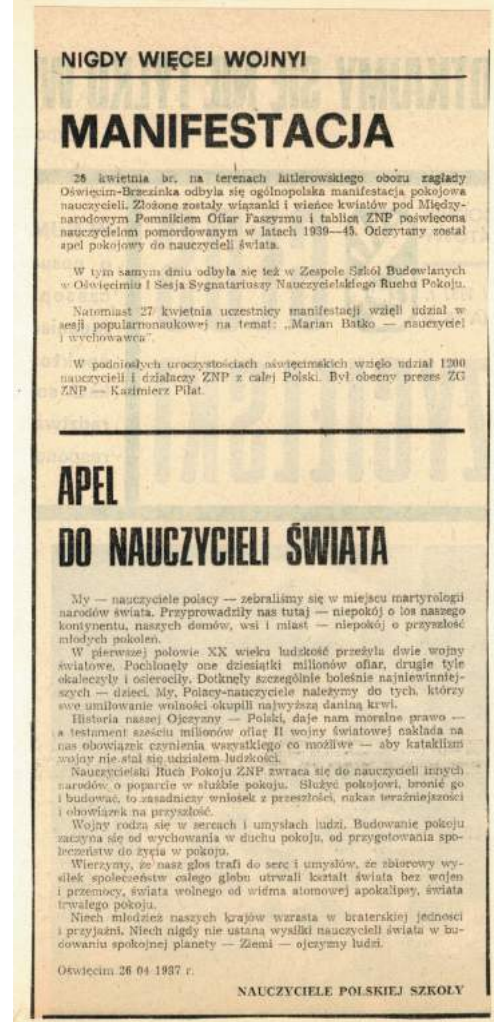 NIGDY WIĘCEJ WOJNY!
MANIFESTACJA
26 kwietnia br. na terenach hitlerowskiego obozu zagłady
Oświęcim-Brzezinka odbyła się ogólnopolska manifestacja pokojowa
nauczycieli. Złożone zostały wiązanki i wieńce kwiatów pod Między-
narodowym Pomnikiem Ofiar Faszyzmu i tablicą ZNP poświęconą
nauczycielom pomordowanym w latach 1939—45. Odczytany został
apel pokojowy do nauczycieli świata.
W tym samym dniu odbyła się też w Zespole Szkół Budowlanych
w Oświęcimiu I Sesja Sygnatariuszy Nauczycielskiego Ruchu Pokoju.
Natomiast 27 kwietnia uczestnicy manifestacji wzięli udział w
sesji popularnonaukowej na temat: „Marian Batko — nauczyciel
i wychowawca".
W podniosłych uroczystościach oświęcimskich wzięło udział 1200
nauczycieli i działaczy ZNP z całej Polski. Był obecny prezes ZG
ZNP — Kazimierz Piłat.
APEL
DO NAUCZYCIELI ŚWIATA
My — nauczyciele polscy — zebraliśmy się w miejscu martyrologii
narodów świata. Przyprowadziły nas tutaj — niepokój o los naszego
kontynentu, naszych domów, wsi i miast — niepokój o przyszłość
młodych pokoleń.
W pierwszej połowie XX wieku ludzkość przeżyła dwie wojny
światowe. Pochłonęły one dziesiątki milionów ofiar, drugie tyle
okaleczyły i osierociły. Dotknęły szczególnie boleśnie najniewinniej-
szych — dzieci. My, Polacy-nauczyciele należymy do tych, którzy
swe umiłowanie wolności okupili najwyższą daniną krwi.
Historia naszej Ojczyzny — Polski, daje nam moralne prawo —
a testament sześciu milionów ofiar II wojny światowej nakłada na
nas obowiązek czynienia wszystkiego co możliwe — aby kataklizm
wojny nie stał się udziałem ludzkości.
Nauczycielski Ruch Pokoju ZNP zwraca się do nauczycieli innych
narodów o poparcie w służbie pokoju. Służyć pokojowi, bronić go
i budować, to zasadniczy wniosek z przeszłości, nakaz teraźniejszości
i obowiązek na przyszłość.
Wojny rodzą się w sercach i umysłach ludzi. Budowanie pokoju
zaczyna się od wychowania w duchu pokoju, od przygotowania spo-
łeczeństw do życia w pokoju.
Wierzymy, że nasz głos trafi do serc i umysłów, że zbiorowy wy-
siłek społeczeństw całego globu utrwali kształt świata bez wojen
i przemocy, świata wolnego od widma atomowej apokalipsy, świata
trwałego pokoju.
Niech młodzież naszych krajów wzrasta w braterskiej jedności
i przyjaźni. Niech nigdy nie ustaną wysiłki nauczycieli świata w bu-
dowaniu spokojnej planety — Ziemi — ojczyzny ludzi.
Oświęcim 26 04 1987 r.
NAUCZYCIELE POLSKIEJ SZKOŁY